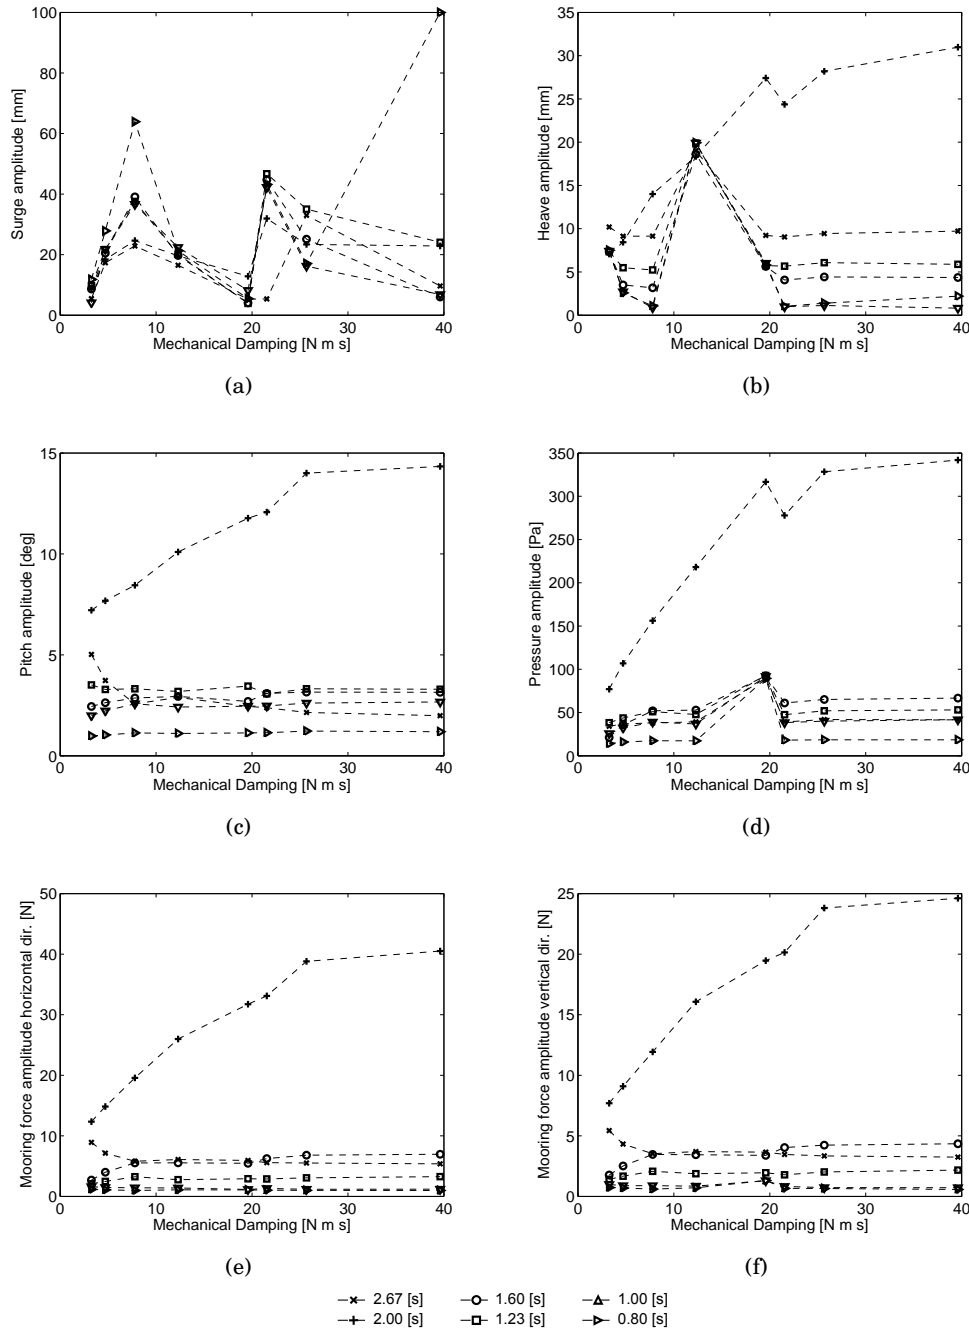 100
80
60
40
20
0
0 10 20 30 40
Surge amplitude [mm]
Mechanical Damping [N m s]
(a)
35
30
25
20
15
10
5
0
0 10 20 30 40
Heave amplitude [mm]
Mechanical Damping [N m s]
(b)
15
10
5
0
0 10 20 30 40
Pitch amplitude [deg]
Mechanical Damping [N m s]
(c)
350
300
250
200
150
100
50
0
0 10 20 30 40
Pressure amplitude [Pa]
Mechanical Damping [N m s]
(d)
50
40
30
20
10
0
0 10 20 30 40
Mooring force amplitude horizontal dir. [N]
Mechanical Damping [N m s]
(e)
25
20
15
10
5
0
0 10 20 30 40
Mooring force amplitude vertical dir. [N]
Mechanical Damping [N m s]
(f)
2.67 [s] 1.60 [s] 1.00 [s]
2.00 [s] 1.23 [s] 0.80 [s]